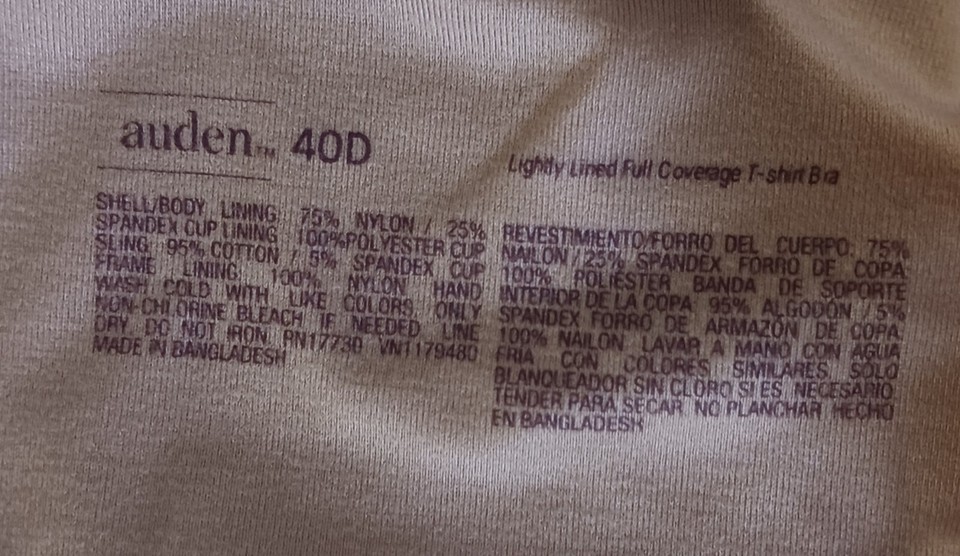 auden™ 40D
Lightly Lined Full Coverage T-shirt Bra
SHELL/BODY LINING: 75% NYLON / 25%
SPANDEX CUP LINING: 100%POLYESTER CUP
SLING: 95% COTTON / 5% SPANDEX CUP
FRAME LINING: 100% NYLON HAND
WASH COLD WITH LIKE COLORS, ONLY
NON-CHLORINE BLEACH IF NEEDED. LINE
DRY. DO NOT IRON. RN17730 VN1179480
MADE IN BANGLADESH
REVESTIMIENTO/FORRO DEL CUERPO: 75%
NAILON / 25% SPANDEX FORRO DE COPA:
100% POLIÉSTER BANDA DE SOPORTE
INTERIOR DE LA COPA: 95% ALGODÓN / 5%
SPANDEX FORRO DE ARMAZÓN DE COPA:
100% NAILON. LAVAR A MANO CON AGUA
FRÍA CON COLORES SIMILARES. SOLO
BLANQUEADOR SIN CLORO SI ES NECESARIO
TENDER PARA SECAR. NO PLANCHAR HECHO
EN BANGLADESH